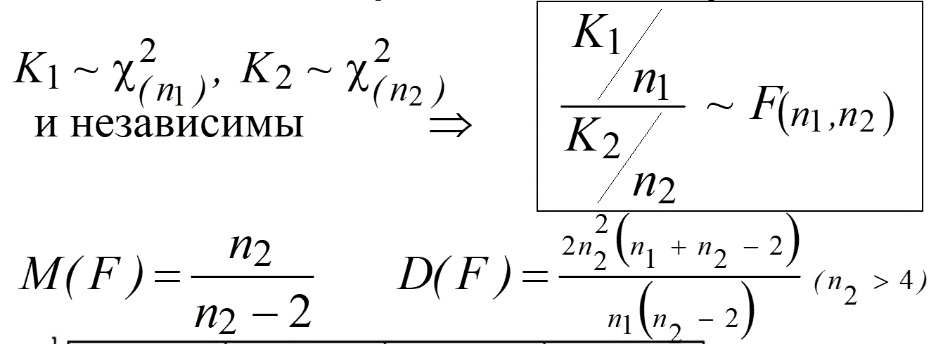 K₁ ~ χ²₍ₙ₁₎, K₂ ~ χ²₍ₙ₂₎
и независимы ⇒
(K₁/n₁)/(K₂/n₂) ~ F(n₁,n₂)
M(F) = n₂/(n₂ − 2) D(F) = 2n₂²(n₁ + n₂ − 2)/(n₁(n₂ − 2)) (n₂ > 4)